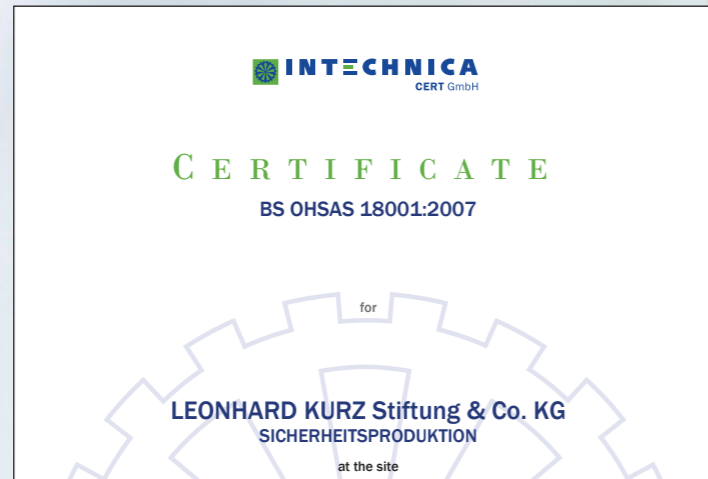 INTECHNICA
CERT GmbH
CERTIFICATE
BS OHSAS 18001:2007
for
LEONHARD KURZ Stiftung & Co. KG
SICHERHEITSPRODUKTION
at the site